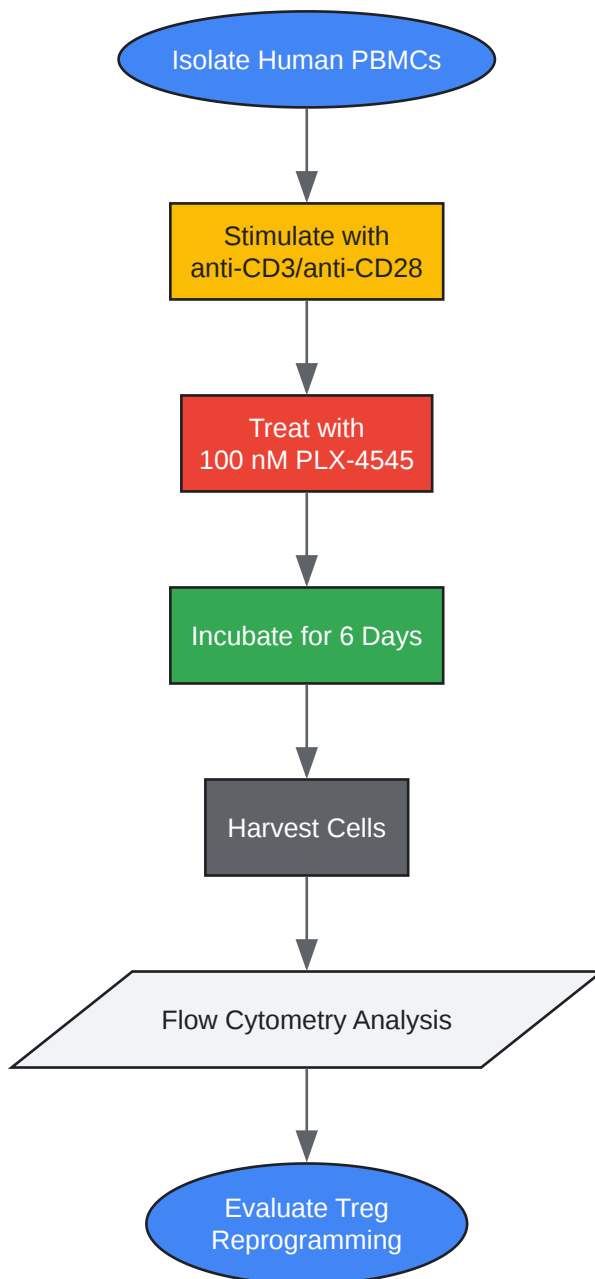 Isolate Human PBMCs
Stimulate with
anti-CD3/anti-CD28
Treat with
100 nM PLX-4545
Incubate for 6 Days
Harvest Cells
Flow Cytometry Analysis
Evaluate Treg
Reprogramming